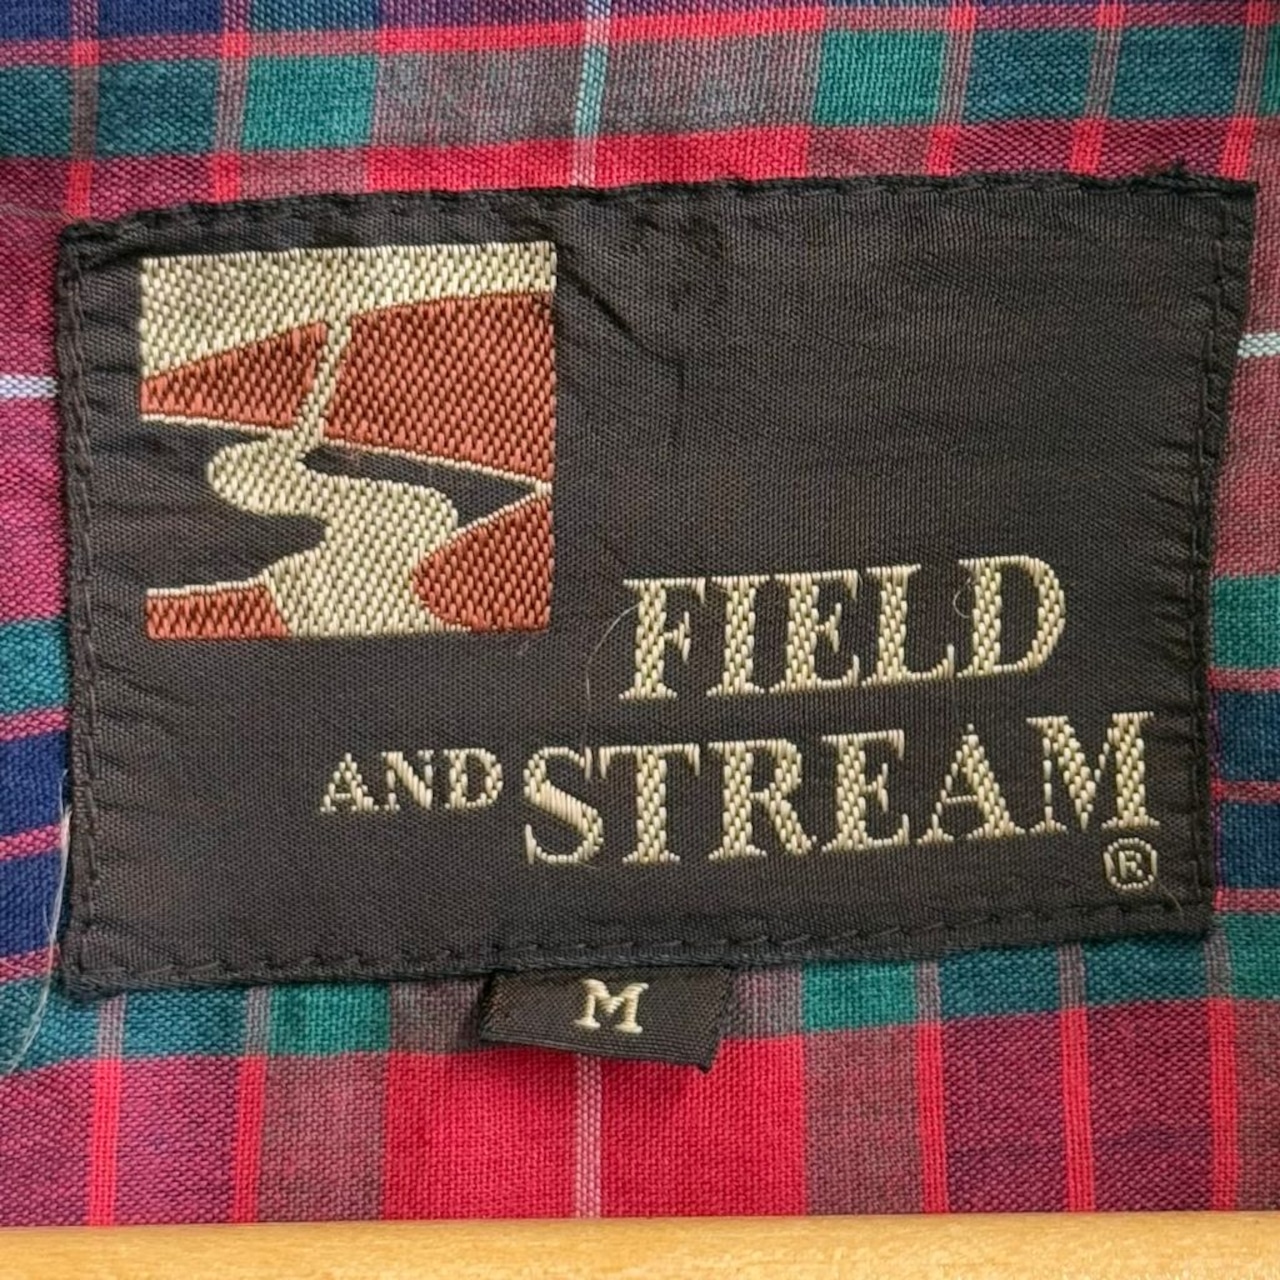 FIELD
AND STREAM
®
M